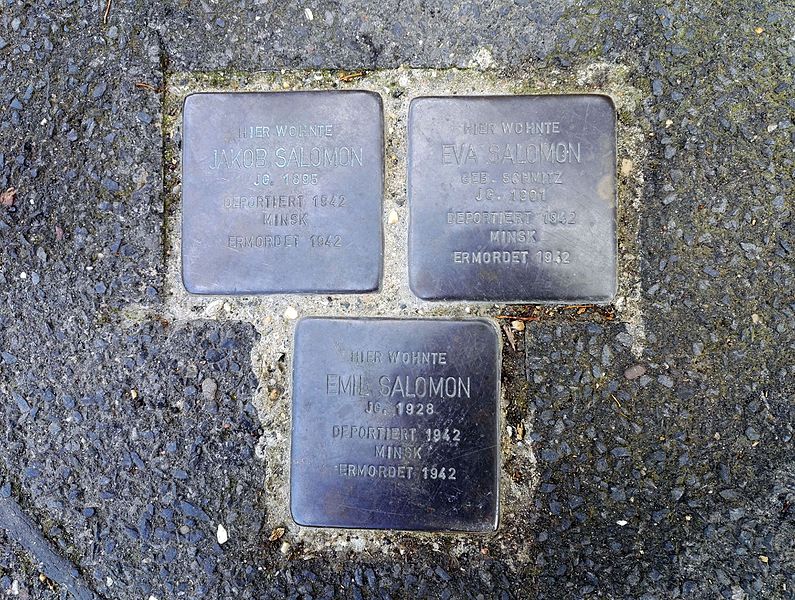 HIER WOHNTE
JAKOB SALOMON
JG. 1895
DEPORTIERT 1942
MINSK
ERMORDET 1942
HIER WOHNTE
EVA SALOMON
GEB. SCHMITZ
JG. 1901
DEPORTIERT 1942
MINSK
ERMORDET 1942
HIER WOHNTE
EMIL SALOMON
JG. 1928
DEPORTIERT 1942
MINSK
ERMORDET 1942